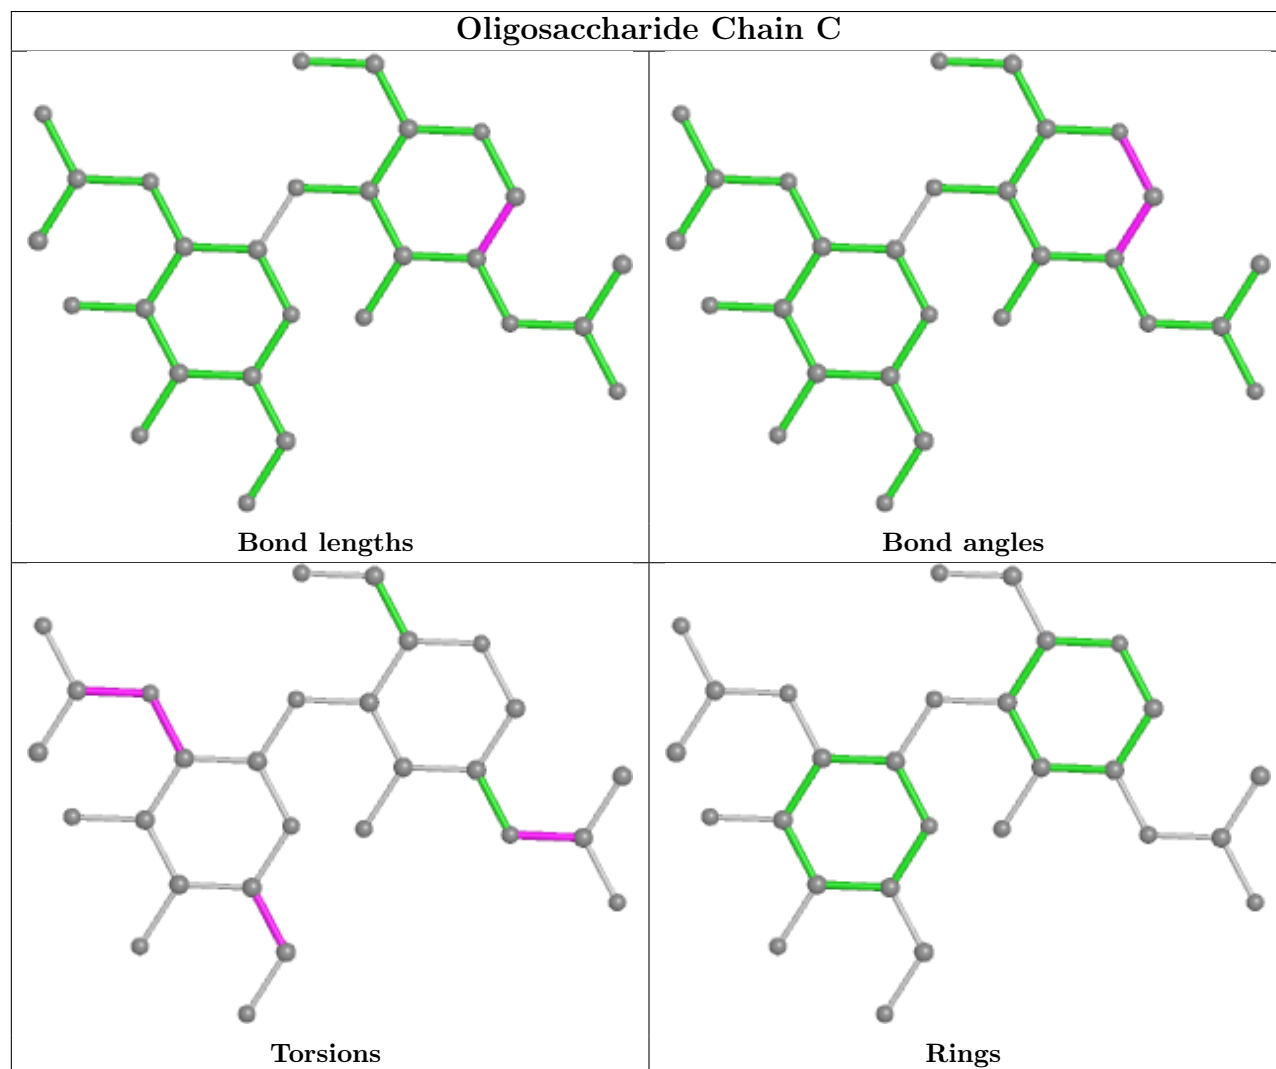 Oligosaccharide Chain C
Bond lengths
Bond angles
Torsions
Rings